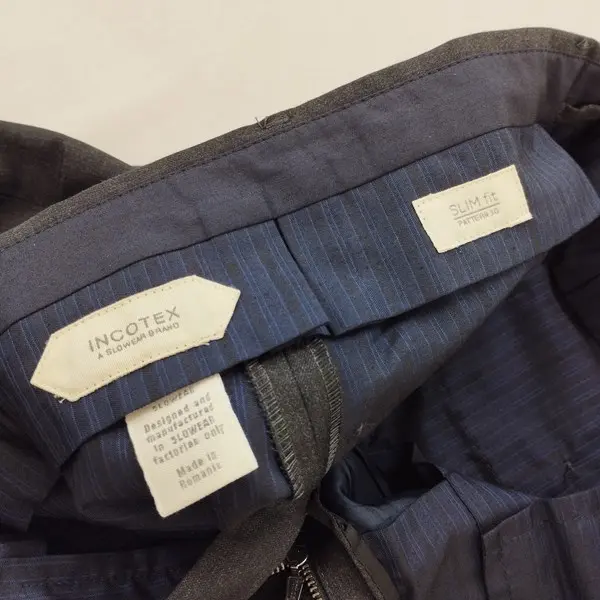 INCOTEX
A SLOWEAR BRAND
SLIM fit
PATTERN 30
SLOWEAR
Designed and
manufactured
in SLOWEAR
factories only
Made in
Romania